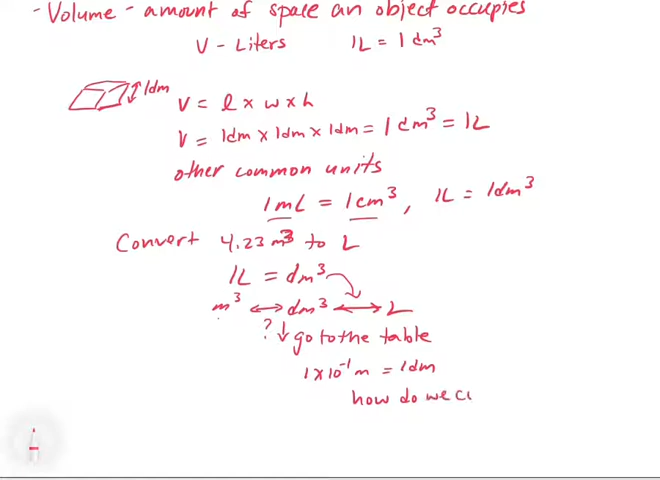 - Volume - amount of space an object occupies
V - Liters 1L = 1 dm³
1dm
V = l x w x h
V = 1dm x 1dm x 1dm = 1 dm³ = 1L
other common units
1mL = 1cm³, 1L = 1dm³
Convert 4.23 m³ to L
1L = dm³
m³ ↔ dm³ ↔ L
? ↓ go to the table
1 x 10⁻¹ m = 1dm
how do we c